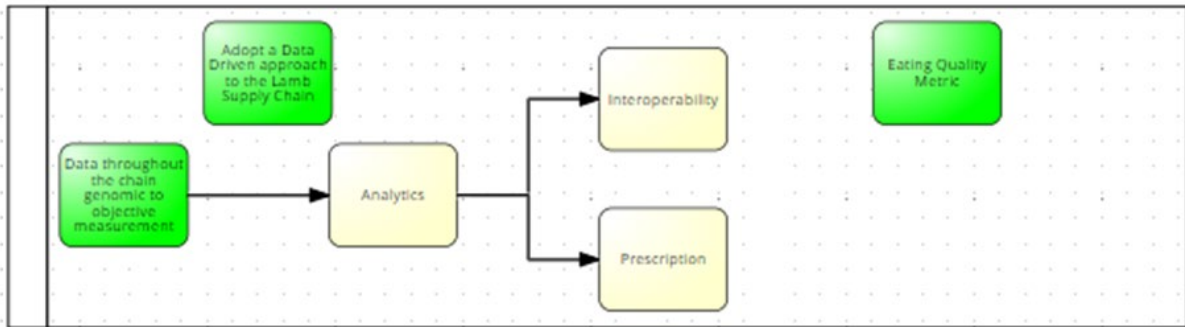 Adopt a Data
Driven approach
to the Lamb
Supply Chain
Eating Quality
Metric
Interoperability
Data throughout
the chain
genomic to
objective
measurement
Analytics
Prescription